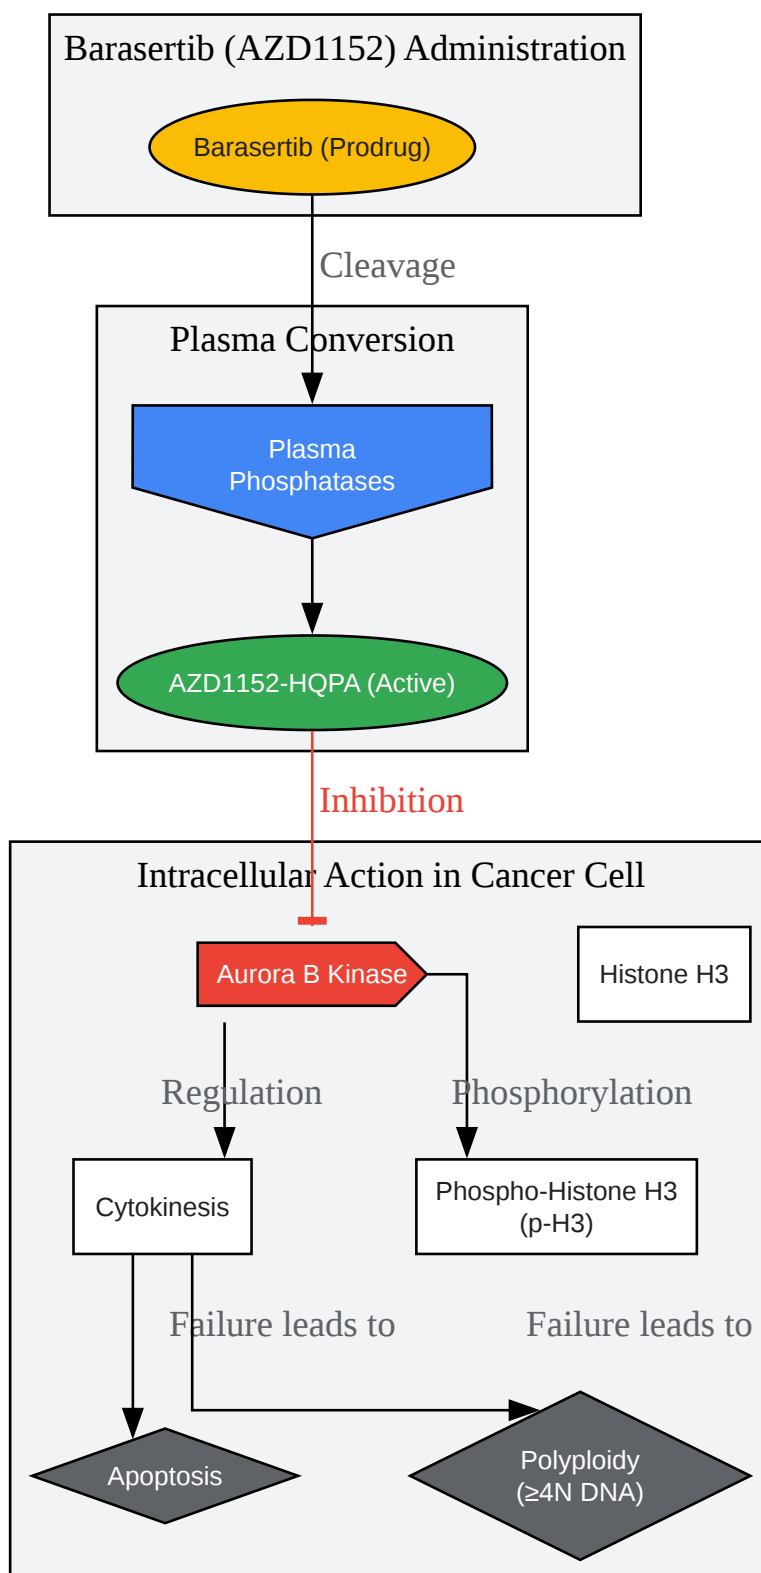 Barasertib (AZD1152) Administration
Barasertib (Prodrug)
Cleavage
Plasma Conversion
Plasma
Phosphatases
AZD1152-HQPA (Active)
Inhibition
Intracellular Action in Cancer Cell
Aurora B Kinase
Histone H3
Regulation
Phosphorylation
Cytokinesis
Phospho-Histone H3
(p-H3)
Failure leads to
Failure leads to
Apoptosis
Polyploidy
(≥4N DNA)